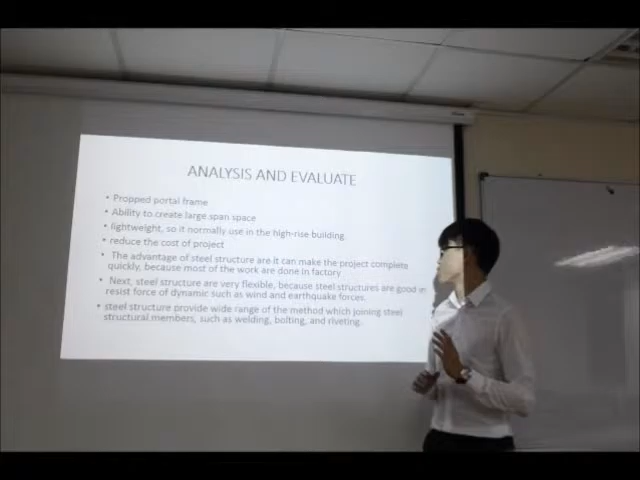 ANALYSIS AND EVALUATE
• Propped portal frame
• Ability to create large span space
• lightweight, so it normally use in the high-rise building.
• reduce the cost of project
• The advantage of steel structure are it can make the project complete
quickly, because most of the work are done in factory
• Next, steel structure are very flexible, because steel structures are good in
resist force of dynamic such as wind and earthquake forces.
• steel structure provide wide range of the method which joining steel
structural members, such as welding, bolting, and riveting.